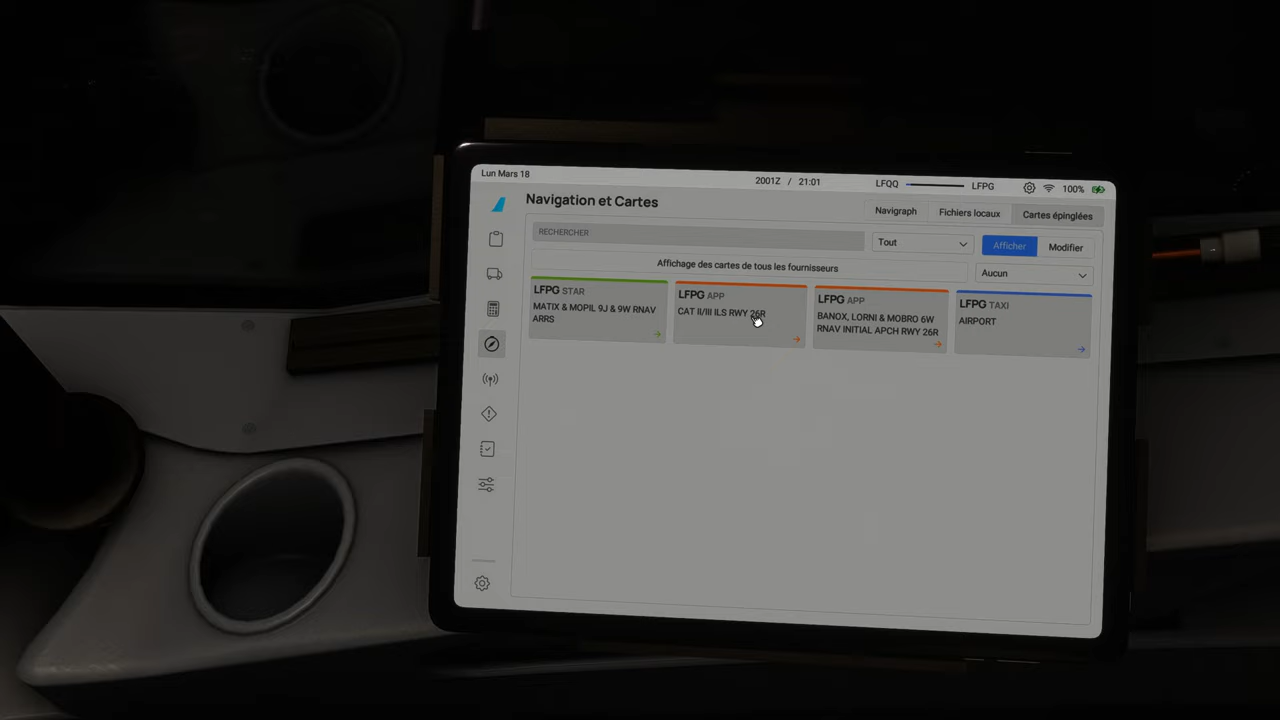 Lun Mars 18
2001Z / 21:01
LFQQ
LFPG
100%
Navigation et Cartes
Navigraph
Fichiers locaux
Cartes épinglées
RECHERCHER
Tout
Afficher
Modifier
Affichage des cartes de tous les fournisseurs
Aucun
LFPG STAR
MATIX & MOPIL 9J & 9W RNAV
ARRS
LFPG APP
CAT II/III ILS RWY 26R
LFPG APP
BANOX, LORNI & MOBRO 6W
RNAV INITIAL APCH RWY 26R
LFPG TAXI
AIRPORT